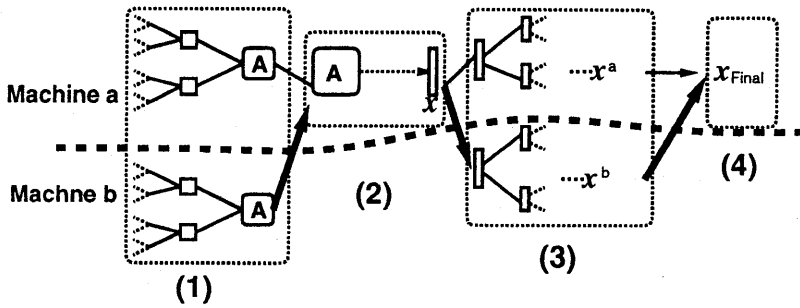 A
A
x
.....x^a
x_Final
Machine a
Machne b
A
.....x^b
(1)
(2)
(3)
(4)